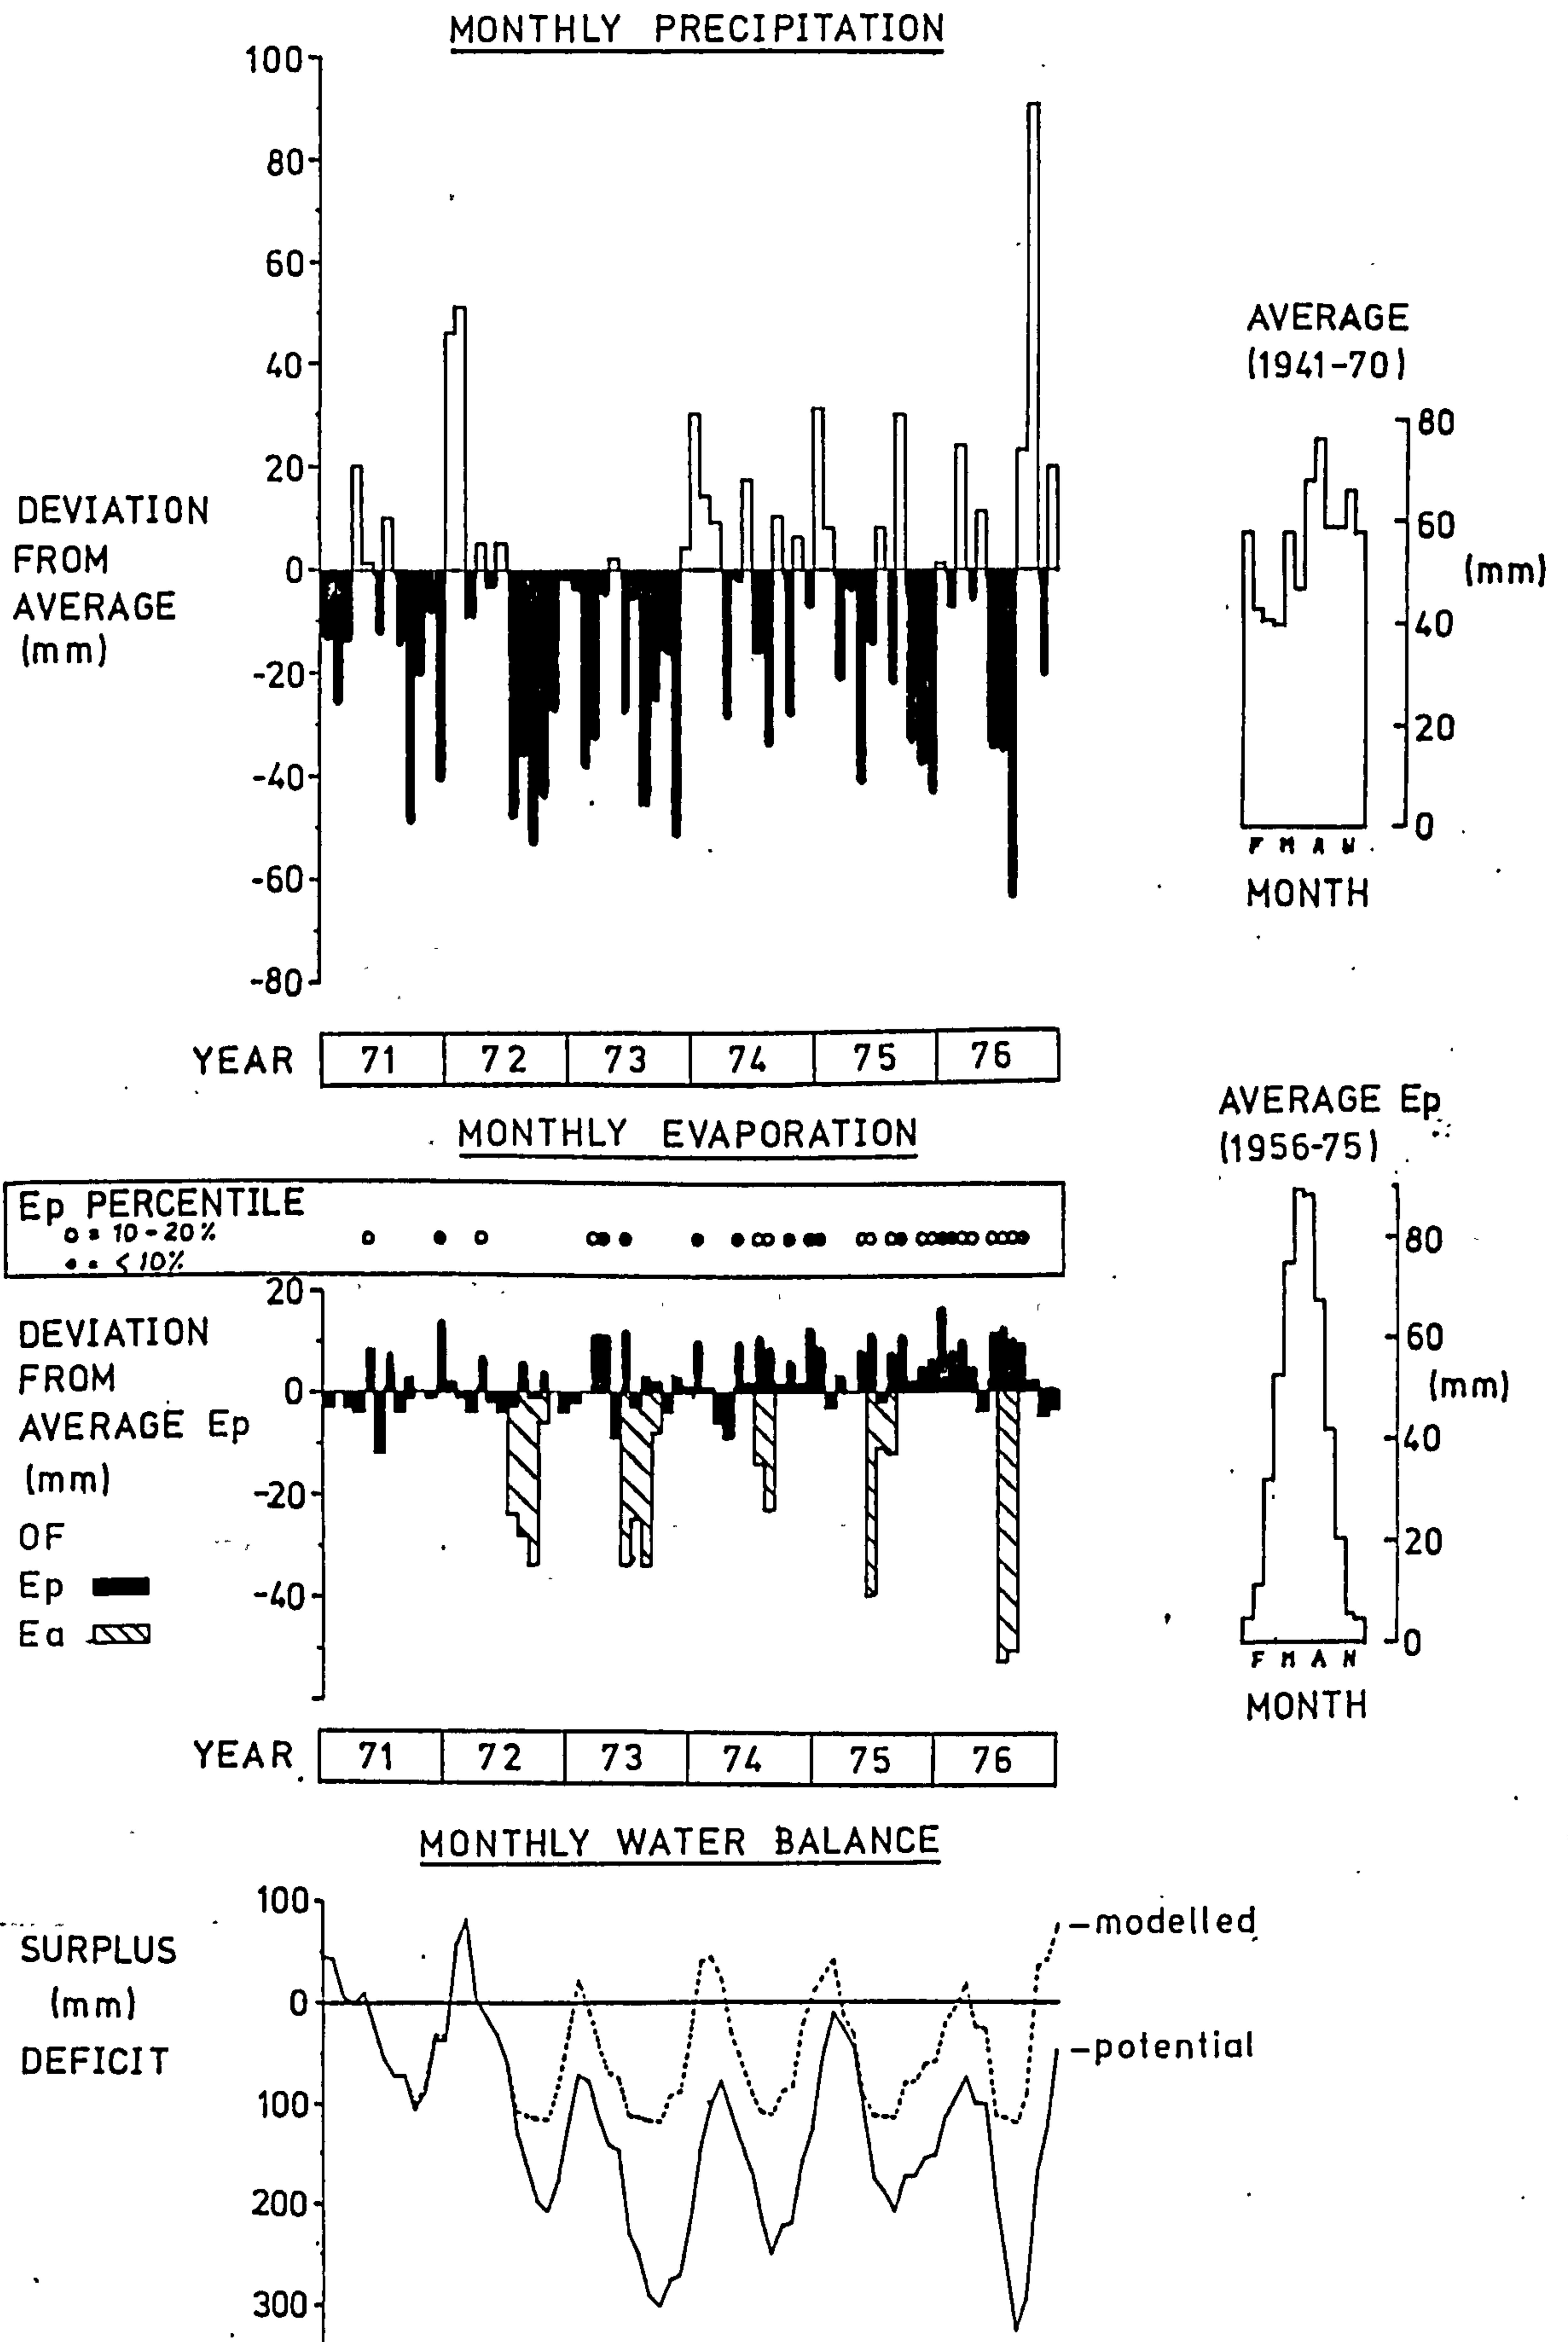 MONTHLY PRECIPITATION
100
80
60
40
20
0
-20
-40
-60
-80
DEVIATION
FROM
AVERAGE
(mm)
AVERAGE
(1941-70)
80
60
(mm)
40
20
0
F M A N
MONTH
YEAR 71 72 73 74 75 76
MONTHLY EVAPORATION
Ep PERCENTILE
o = 10-20%
• = <10%
20
0
-20
-40
DEVIATION
FROM
AVERAGE Ep
(mm)
OF
Ep
Ea
AVERAGE Ep
(1956-75)
80
60
(mm)
40
20
0
F M A N
MONTH
YEAR 71 72 73 74 75 76
MONTHLY WATER BALANCE
100
0
100
200
300
SURPLUS
(mm)
DEFICIT
-modelled
-potential